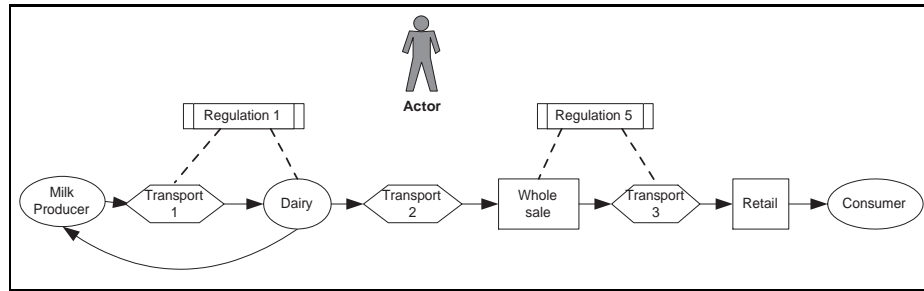 Actor
Regulation 1
Regulation 5
Milk
Producer
Transport
1
Dairy
Transport
2
Whole
sale
Transport
3
Retail
Consumer